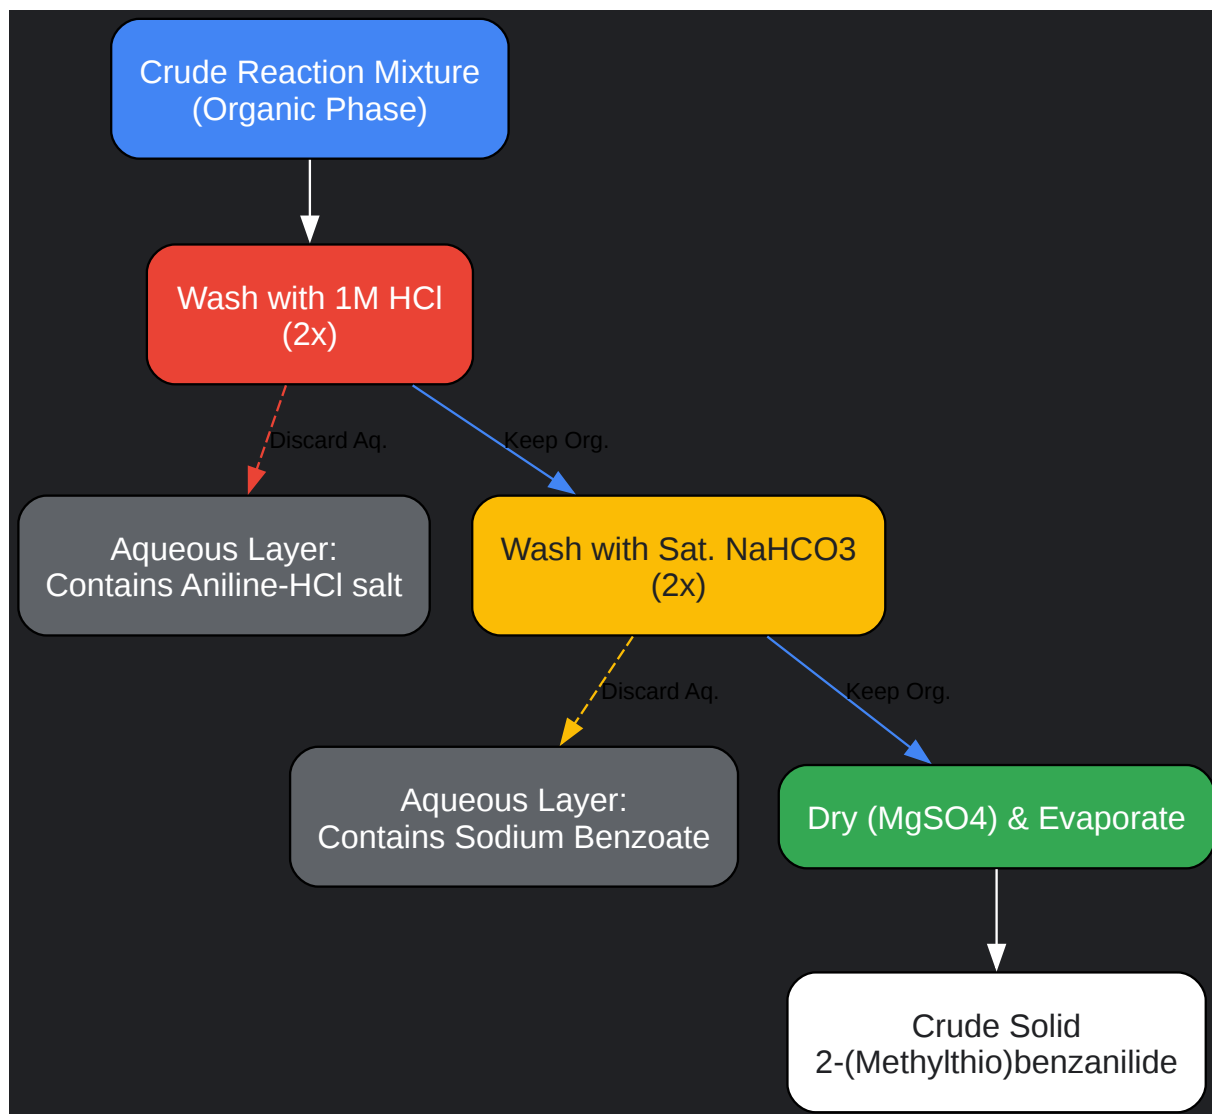 Crude Reaction Mixture
(Organic Phase)
Wash with 1M HCl
(2x)
Discard Aq.
Keep Org.
Aqueous Layer:
Contains Aniline-HCl salt
Wash with Sat. NaHCO3
(2x)
Discard Aq.
Keep Org.
Aqueous Layer:
Contains Sodium Benzoate
Dry (MgSO4) & Evaporate
Crude Solid
2-(Methylthio)benzanilide